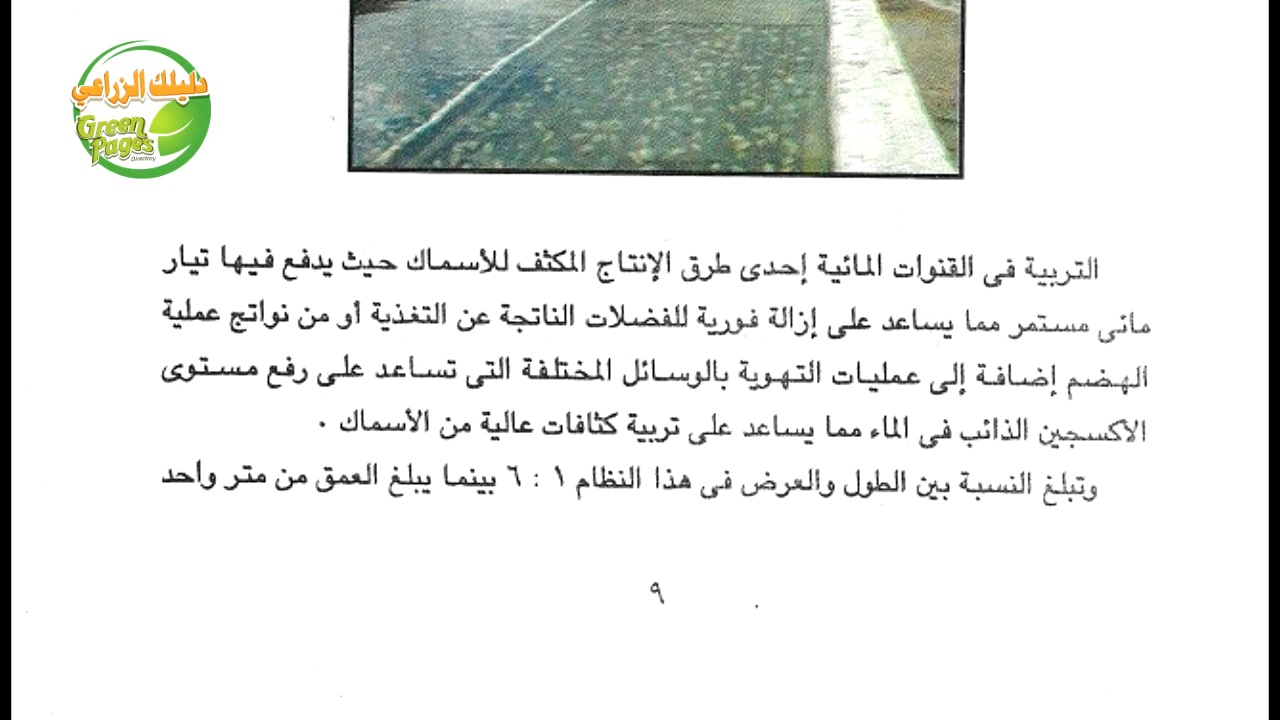 دليلك الزراعي
Green
Pages
Directory
التربية فى القنوات المائية إحدى طرق الإنتاج المكثف للأسماك حيث يدفع فيها تيار
مائى مستمر مما يساعد على إزالة فورية للفضلات الناتجة عن التغذية أو من نواتج عملية
الهضم إضافة إلى عمليات التهوية بالوسائل المختلفة التى تساعد على رفع مستوى
الاكسجين الذائب فى الماء مما يساعد على تربية كثافات عالية من الأسماك .
وتبلغ النسبة بين الطول والعرض فى هذا النظام ١ : ٦ بينما يبلغ العمق من متر واحد
٩